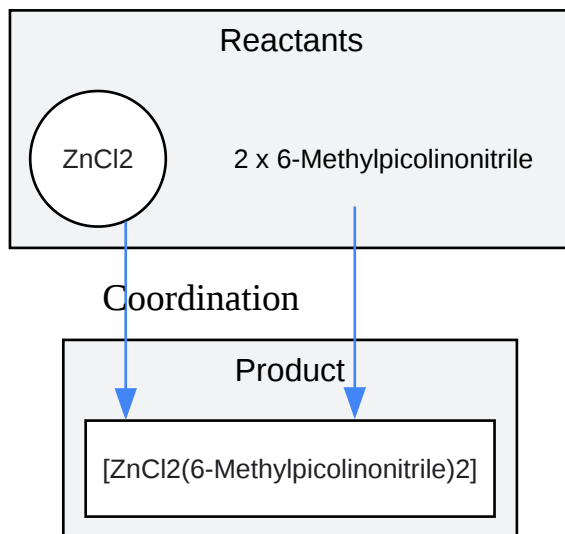 Reactants
ZnCl2
2 x 6-Methylpicolinonitrile
Coordination
Product
[ZnCl2(6-Methylpicolinonitrile)2]